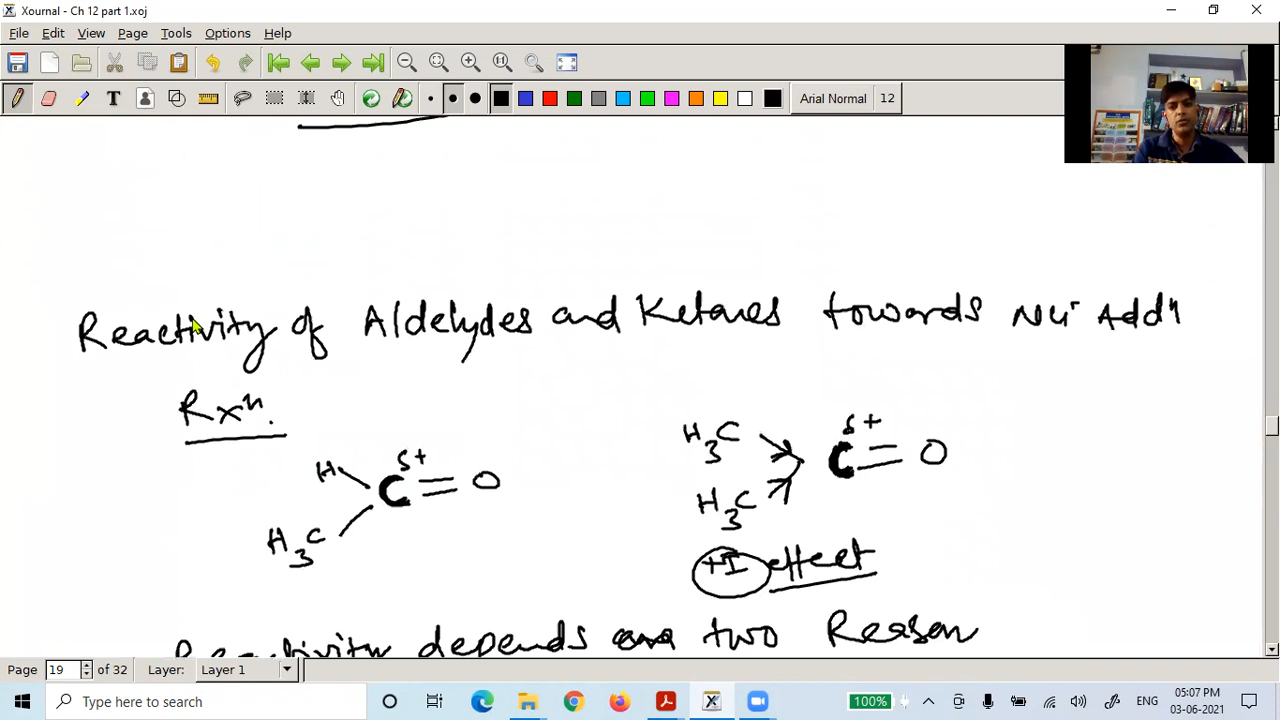 Xournal - Ch 12 part 1.xoj
File Edit View Page Tools Options Help
Arial Normal 12
Reactivity of Aldehydes and Ketones towards Nu⁻ Addⁿ
Rxⁿ.
H
δ+
C=O
H₃C
H₃C
δ+
C=O
H₃C
+I effect
Reactivity depends two Reason
Page 19 of 32 Layer: Layer 1
Type here to search
100%
ENG
05:07 PM
03-06-2021